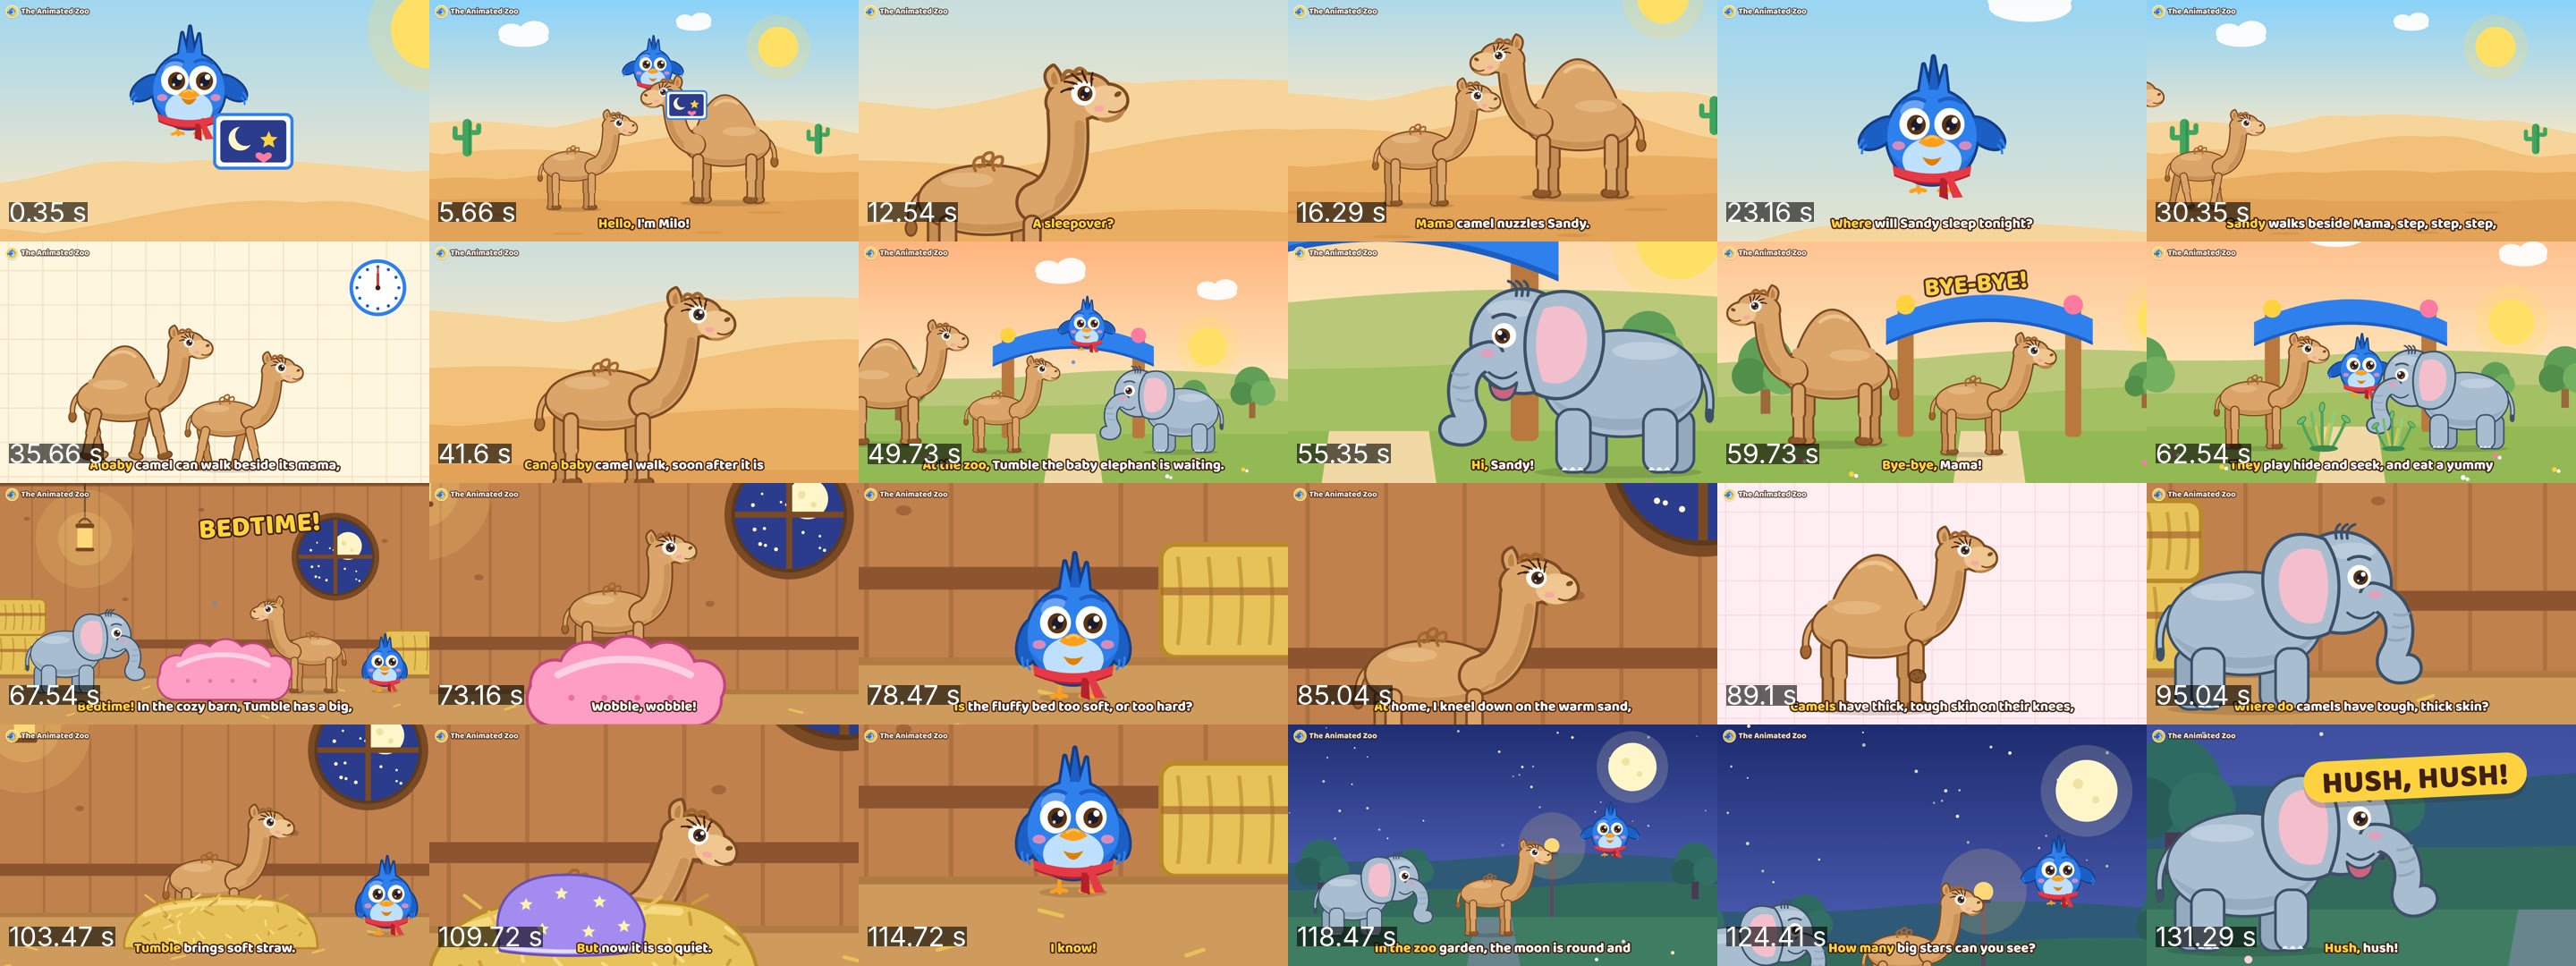 The Animated Zoo
0.35 s
The Animated Zoo
5.66 s
Hello, I'm Milo!
The Animated Zoo
12.54 s
A sleepover?
The Animated Zoo
16.29 s
Mama camel nuzzles Sandy.
The Animated Zoo
23.16 s
Where will Sandy sleep tonight?
The Animated Zoo
30.35 s
Sandy walks beside Mama, step, step, step,
The Animated Zoo
35.66 s
A baby camel can walk beside its mama,
The Animated Zoo
41.6 s
Can a baby camel walk, soon after it is
The Animated Zoo
49.73 s
At the zoo, Tumble the baby elephant is waiting.
The Animated Zoo
55.35 s
Hi, Sandy!
The Animated Zoo
BYE-BYE!
59.73 s
Bye-bye, Mama!
The Animated Zoo
62.54 s
They play hide and seek, and eat a yummy
The Animated Zoo
BEDTIME!
67.54 s
Bedtime! In the cozy barn, Tumble has a big,
The Animated Zoo
73.16 s
Wobble, wobble!
The Animated Zoo
78.47 s
Is the fluffy bed too soft, or too hard?
The Animated Zoo
85.04 s
At home, I kneel down on the warm sand,
The Animated Zoo
89.1 s
Camels have thick, tough skin on their knees,
The Animated Zoo
95.04 s
Where do camels have tough, thick skin?
The Animated Zoo
103.47 s
Tumble brings soft straw.
The Animated Zoo
109.72 s
But now it is so quiet.
The Animated Zoo
114.72 s
I know!
The Animated Zoo
118.47 s
In the zoo garden, the moon is round and
The Animated Zoo
124.41 s
How many big stars can you see?
The Animated Zoo
HUSH, HUSH!
131.29 s
Hush, hush!